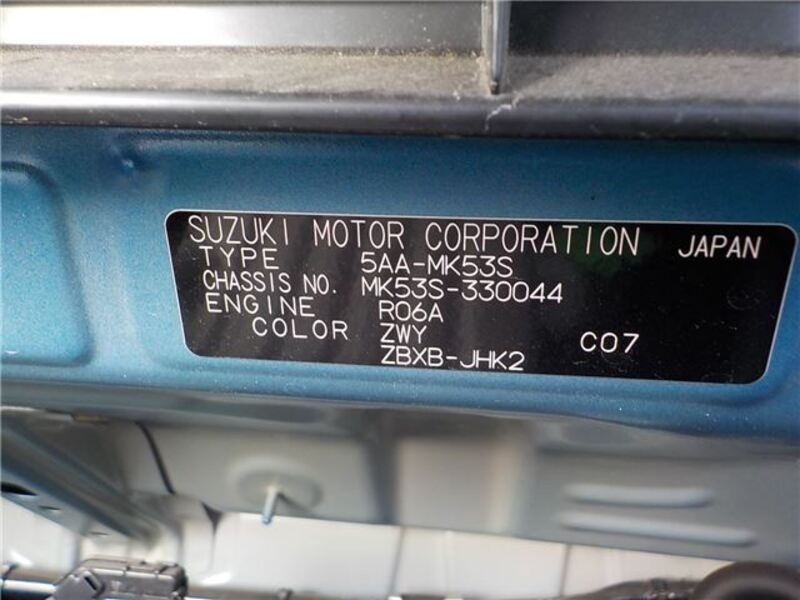 SUZUKI MOTOR CORPORATION JAPAN
TYPE 5AA-MK53S
CHASSIS NO. MK53S-330044
ENGINE R06A
COLOR ZWY C07
ZBXB-JHK2